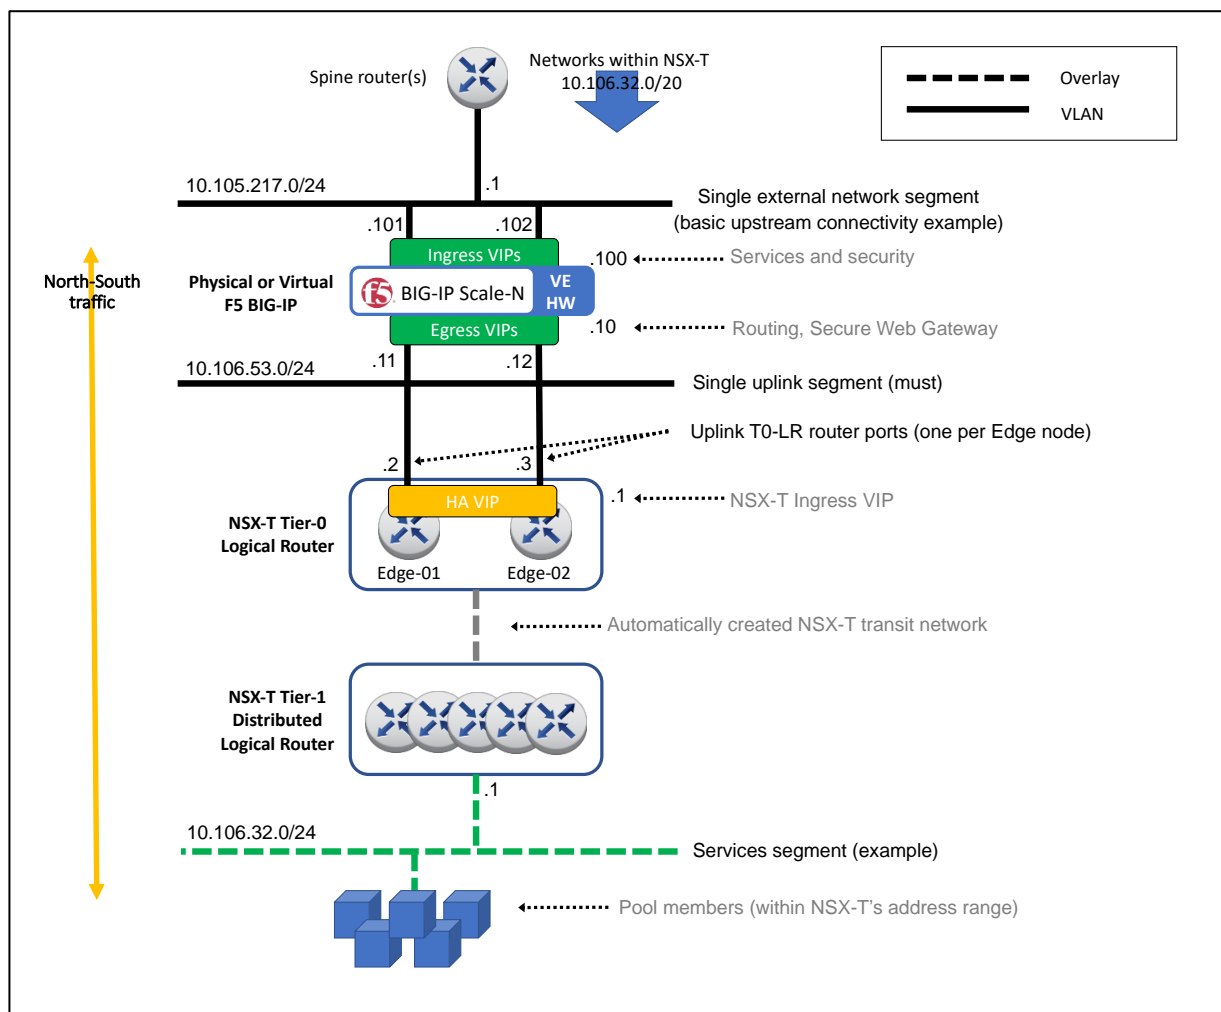 Networks within NSX-T
10.106.32.0/20
Spine router(s)
Overlay
VLAN
10.105.217.0/24
.1
Single external network segment
(basic upstream connectivity example)
.101
.102
Ingress VIPs
.100
Services and security
North-South
traffic
Physical or Virtual
F5 BIG-IP
f5
BIG-IP Scale-N
VE
HW
Egress VIPs
.10
Routing, Secure Web Gateway
.11
.12
10.106.53.0/24
Single uplink segment (must)
Uplink T0-LR router ports (one per Edge node)
.2
.3
HA VIP
.1
NSX-T Ingress VIP
NSX-T Tier-0
Logical Router
Edge-01
Edge-02
Automatically created NSX-T transit network
NSX-T Tier-1
Distributed
Logical Router
.1
10.106.32.0/24
Services segment (example)
Pool members (within NSX-T's address range)